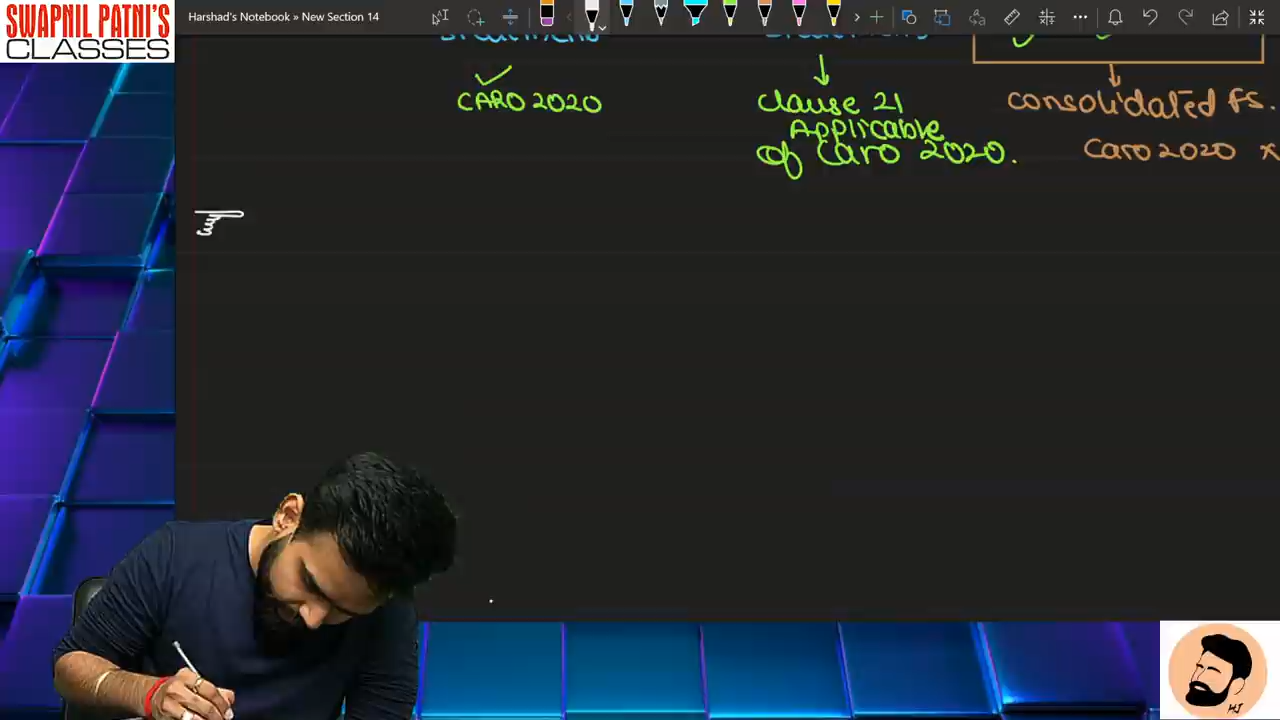 SWAPNIL PATNI'S
CLASSES
Harshad's Notebook » New Section 14
CARO 2020
Clause 21
Applicable
of Caro 2020.
consolidated FS.
Caro 2020 x
HJ